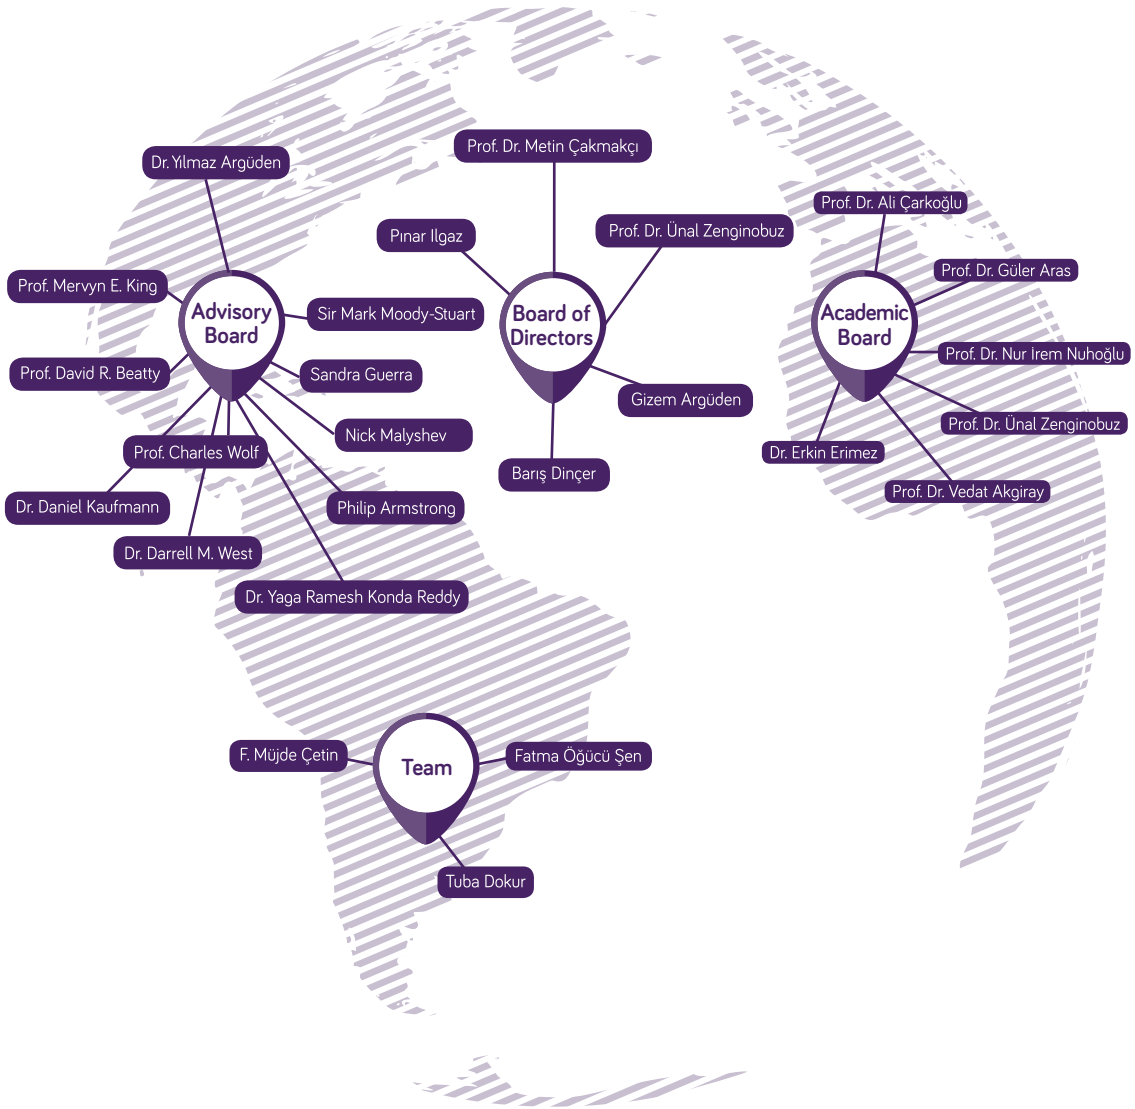 Dr. Yılmaz Argüden
Prof. Mervyn E. King
Advisory
Board
Sir Mark Moody-Stuart
Prof. David R. Beatty
Sandra Guerra
Nick Malyshev
Prof. Charles Wolf
Dr. Daniel Kaufmann
Philip Armstrong
Dr. Darrell M. West
Dr. Yaga Ramesh Konda Reddy
Prof. Dr. Metin Çakmakçı
Pınar Ilgaz
Prof. Dr. Ünal Zenginobuz
Board of
Directors
Gizem Argüden
Barış Dinçer
Prof. Dr. Ali Çarkoğlu
Prof. Dr. Güler Aras
Academic
Board
Prof. Dr. Nur İrem Nuhoğlu
Prof. Dr. Ünal Zenginobuz
Dr. Erkin Erimez
Prof. Dr. Vedat Akgiray
F. Müjde Çetin
Team
Fatma Öğücü Şen
Tuba Dokur